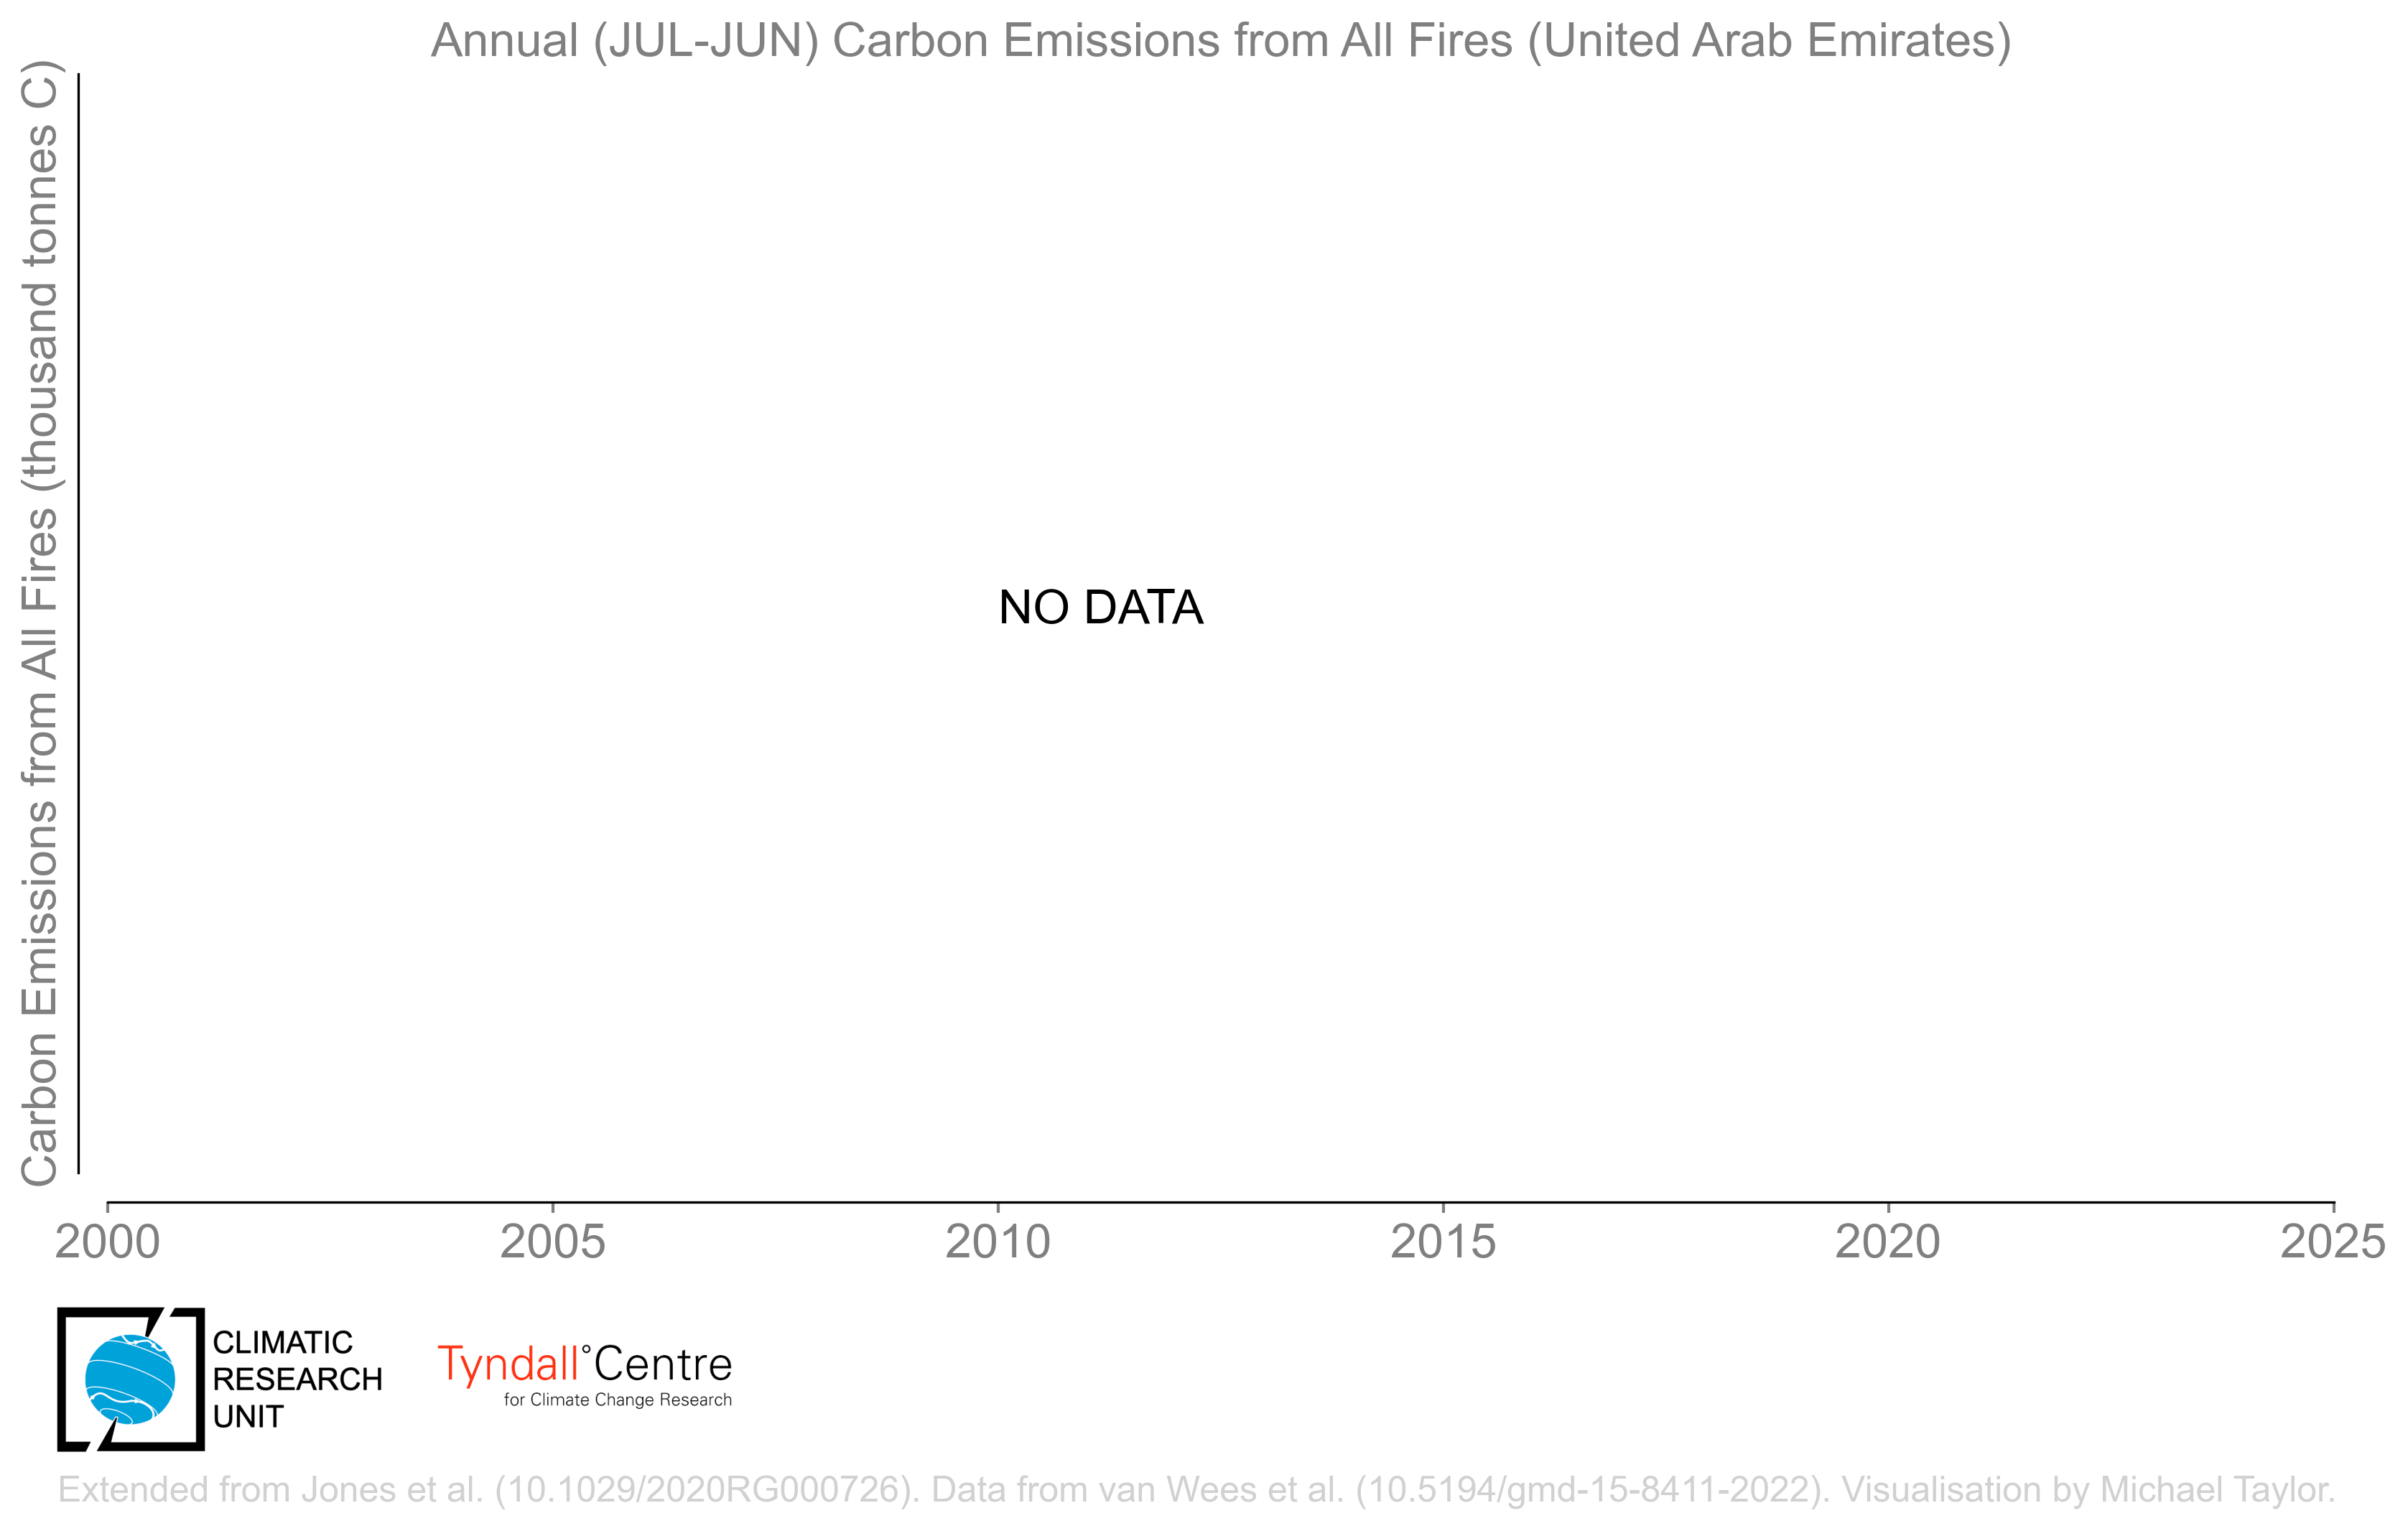 Annual (JUL-JUN) Carbon Emissions from All Fires (United Arab Emirates)
Carbon Emissions from All Fires (thousand tonnes C)
NO DATA
2000 2005 2010 2015 2020 2025
CLIMATIC
RESEARCH
UNIT
Tyndall°Centre
for Climate Change Research
Extended from Jones et al. (10.1029/2020RG000726). Data from van Wees et al. (10.5194/gmd-15-8411-2022). Visualisation by Michael Taylor.